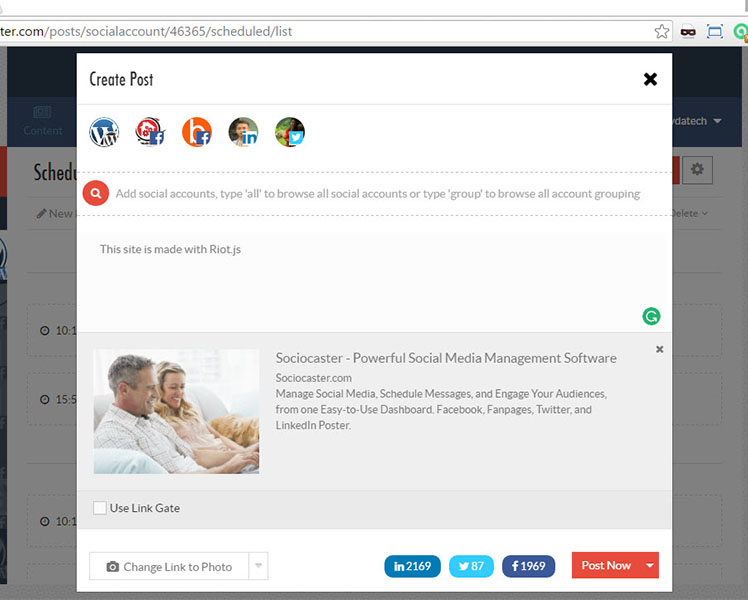 ter.com/posts/socialaccount/46365/scheduled/list
Create Post
Content
ydatech
Schedu
New
Delete
Add social accounts, type 'all' to browse all social accounts or type 'group' to browse all account grouping
This site is made with Riot.js
10:1
15:5
10:1
Sociocaster - Powerful Social Media Management Software
Sociocaster.com
Manage Social Media, Schedule Messages, and Engage Your Audiences,
from one Easy-to-Use Dashboard. Facebook, Fanpages, Twitter, and
LinkedIn Poster.
Use Link Gate
Change Link to Photo
in 2169
87
f 1969
Post Now